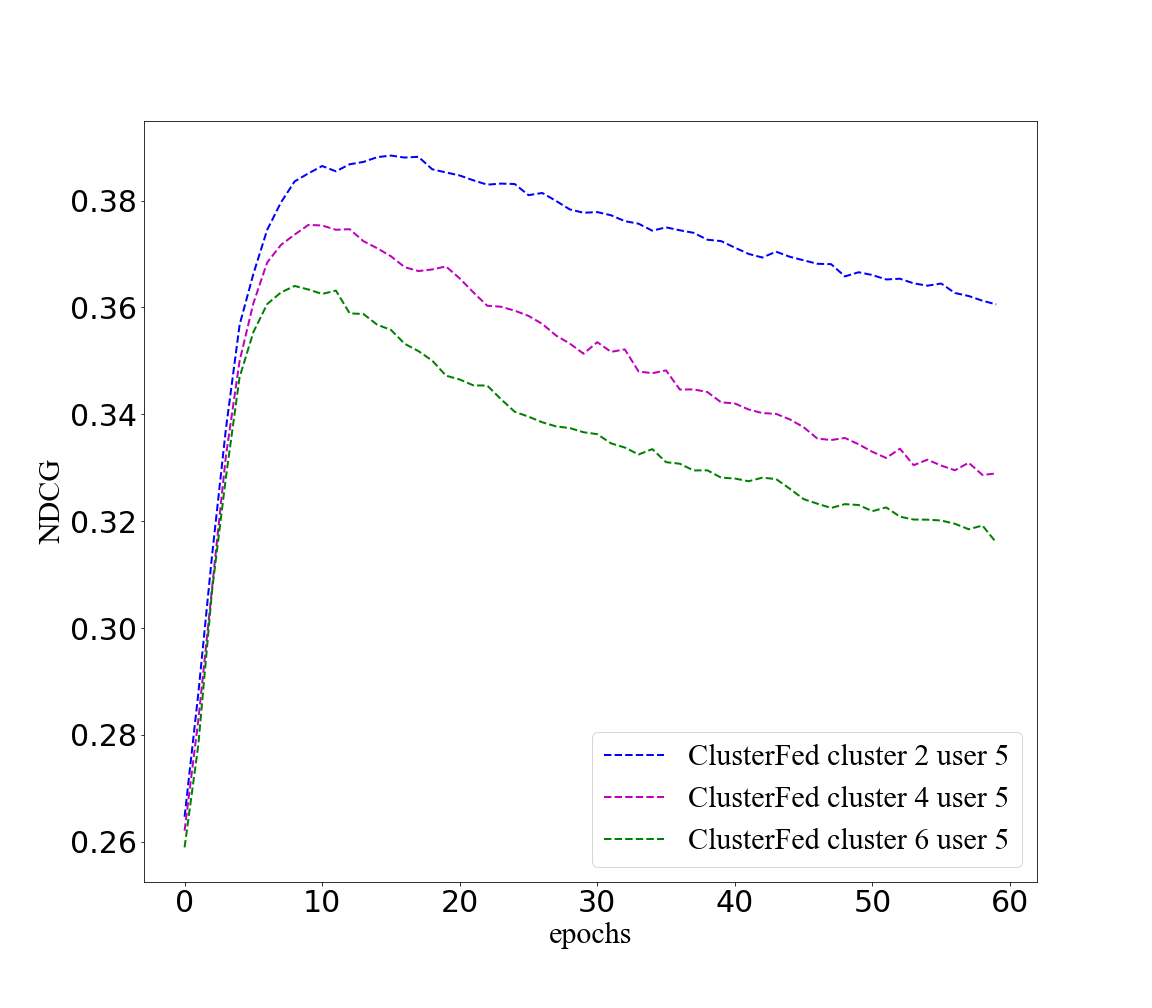 0.38
0.36
0.34
0.32
0.30
0.28
0.26
NDCG
0 10 20 30 40 50 60
epochs
ClusterFed cluster 2 user 5
ClusterFed cluster 4 user 5
ClusterFed cluster 6 user 5